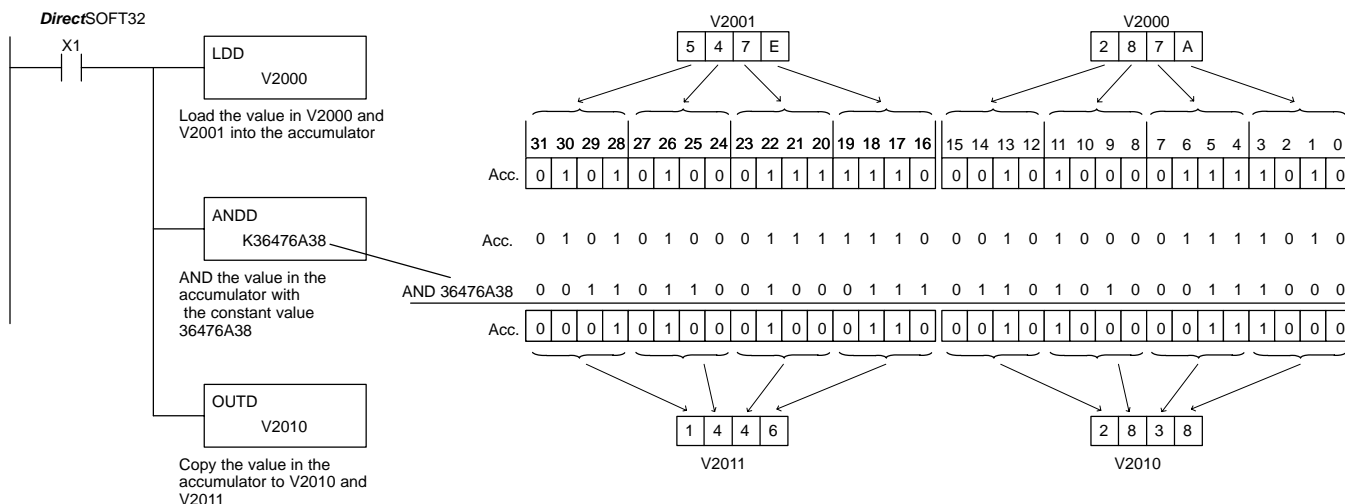 DirectSOFT32
X1
LDD
V2000
Load the value in V2000 and
V2001 into the accumulator
ANDD
K36476A38
AND the value in the
accumulator with
the constant value
36476A38
OUTD
V2010
Copy the value in the
accumulator to V2010 and
V2011
V2001 V2000
5 4 7 E 2 8 7 A
31 30 29 28 27 26 25 24 23 22 21 20 19 18 17 16 15 14 13 12 11 10 9 8 7 6 5 4 3 2 1 0
Acc. 0 1 0 1 0 1 0 0 0 1 1 1 1 1 1 0 0 0 1 0 1 0 0 0 0 1 1 1 1 0 1 0
Acc. 0 1 0 1 0 1 0 0 0 1 1 1 1 1 1 0 0 0 1 0 1 0 0 0 0 1 1 1 1 0 1 0
AND 36476A38 0 0 1 1 0 1 1 0 0 1 0 0 0 1 1 1 0 1 1 0 1 0 1 0 0 0 1 1 1 0 0 0
Acc. 0 0 0 1 0 1 0 0 0 1 0 0 0 1 1 0 0 0 1 0 1 0 0 0 0 0 1 1 1 0 0 0
1 4 4 6 2 8 3 8
V2011 V2010